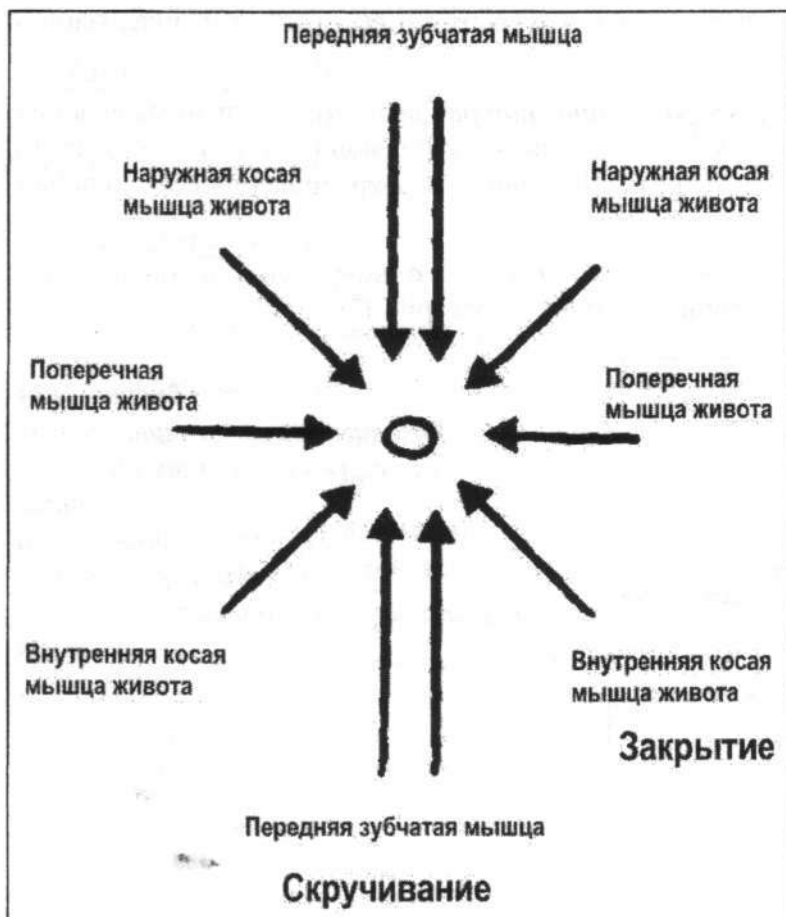 Передняя зубчатая мышца
Наружная косая
мышца живота
Наружная косая
мышца живота
Поперечная
мышца живота
Поперечная
мышца живота
Внутренняя косая
мышца живота
Внутренняя косая
мышца живота
Закрытие
Передняя зубчатая мышца
Скручивание